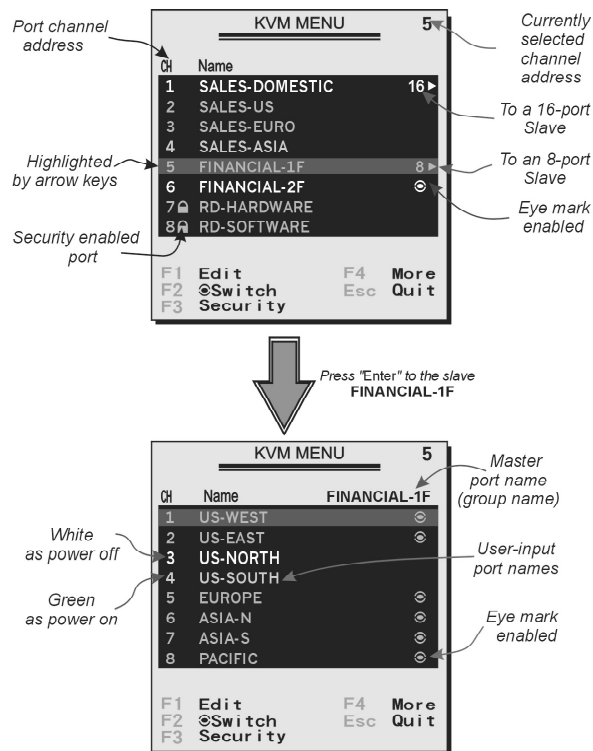 Port channel
address
KVM MENU 5
Currently
selected
channel
address
CH Name
1 SALES-DOMESTIC 16
2 SALES-US
3 SALES-EURO
4 SALES-ASIA
5 FINANCIAL-1F 8
6 FINANCIAL-2F
7 RD-HARDWARE
8 RD-SOFTWARE
To a 16-port
Slave
Highlighted
by arrow keys
To an 8-port
Slave
Eye mark
enabled
Security enabled
port
F1 Edit F4 More
F2 Switch Esc Quit
F3 Security
Press "Enter" to the slave
FINANCIAL-1F
KVM MENU 5
Master
port name
(group name)
CH Name FINANCIAL-1F
1 US-WEST
2 US-EAST
3 US-NORTH
4 US-SOUTH
5 EUROPE
6 ASIA-N
7 ASIA-S
8 PACIFIC
White
as power off
User-input
port names
Green
as power on
Eye mark
enabled
F1 Edit F4 More
F2 Switch Esc Quit
F3 Security